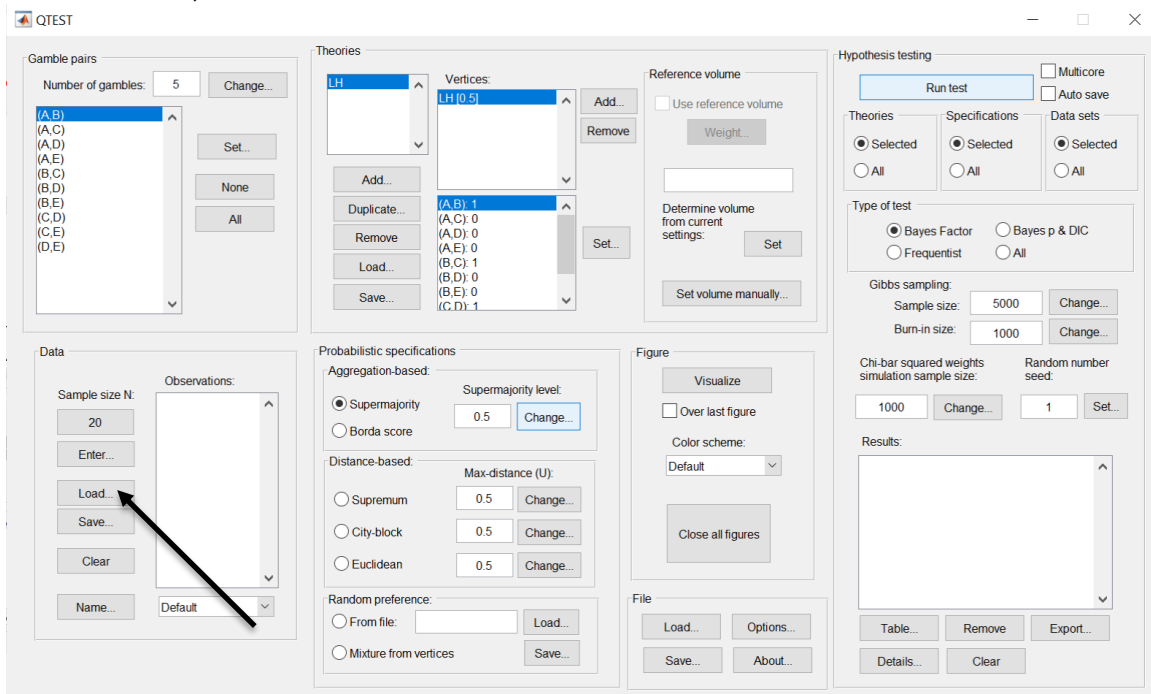 QTEST
Gamble pairs
Number of gambles: 5 Change...
(A,B)
(A,C)
(A,D)
(A,E)
(B,C)
(B,D)
(B,E)
(C,D)
(C,E)
(D,E)
Set...
None
All
Theories
LH
Vertices:
LH [0.5]
Add...
Remove
Add...
Duplicate...
Remove
Load...
Save...
(A,B): 1
(A,C): 0
(A,D): 0
(A,E): 0
(B,C): 1
(B,D): 0
(B,E): 0
(C,D): 1
Set...
Reference volume
Use reference volume
Weight...
Determine volume
from current
settings:
Set
Set volume manually...
Hypothesis testing
Run test
Multicore
Auto save
Theories
Selected
All
Specifications
Selected
All
Data sets
Selected
All
Type of test
Bayes Factor
Bayes p & DIC
Frequentist
All
Gibbs sampling:
Sample size: 5000 Change...
Burn-in size: 1000 Change...
Chi-bar squared weights
simulation sample size:
1000 Change...
Random number
seed:
1 Set...
Results:
Table... Remove Export...
Details... Clear
Data
Sample size N:
20
Enter...
Load...
Save...
Clear
Name...
Observations:
Default
Probabilistic specifications
Aggregation-based:
Supermajority level:
Supermajority 0.5 Change...
Borda score
Distance-based:
Max-distance (U):
Supremum 0.5 Change...
City-block 0.5 Change...
Euclidean 0.5 Change...
Random preference:
From file: Load...
Mixture from vertices Save...
Figure
Visualize
Over last figure
Color scheme:
Default
Close all figures
File
Load... Options...
Save... About...